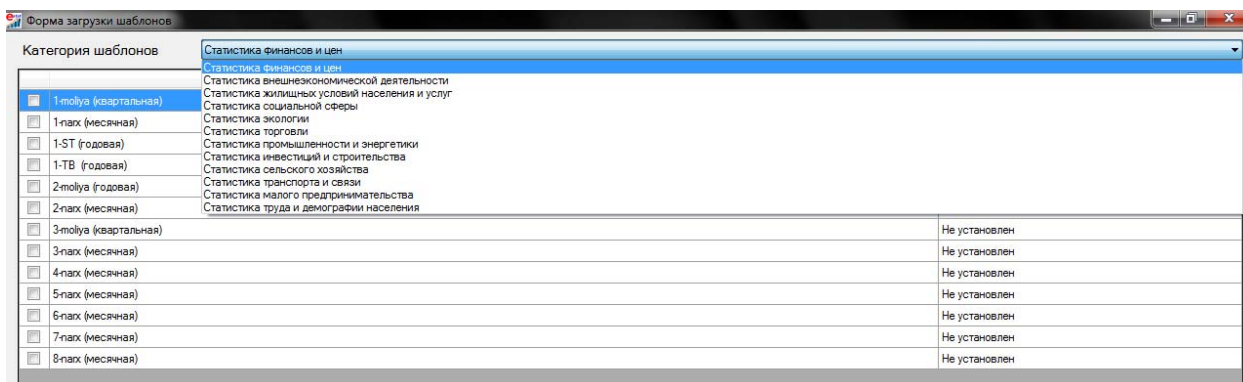 Форма загрузки шаблонов
Категория шаблонов
Статистика финансов и цен
Статистика финансов и цен
Статистика внешнеэкономической деятельности
Статистика жилищных условий населения и услуг
Статистика социальной сферы
Статистика экологии
Статистика торговли
Статистика промышленности и энергетики
Статистика инвестиций и строительства
Статистика сельского хозяйства
Статистика транспорта и связи
Статистика малого предпринимательства
Статистика труда и демографии населения
1-moliya (квартальная)
1-narx (месячная)
1-ST (годовая)
1-TB (годовая)
2-moliya (годовая)
2-narx (месячная)
3-moliya (квартальная) Не установлен
3-narx (месячная) Не установлен
4-narx (месячная) Не установлен
5-narx (месячная) Не установлен
6-narx (месячная) Не установлен
7-narx (месячная) Не установлен
8-narx (месячная) Не установлен